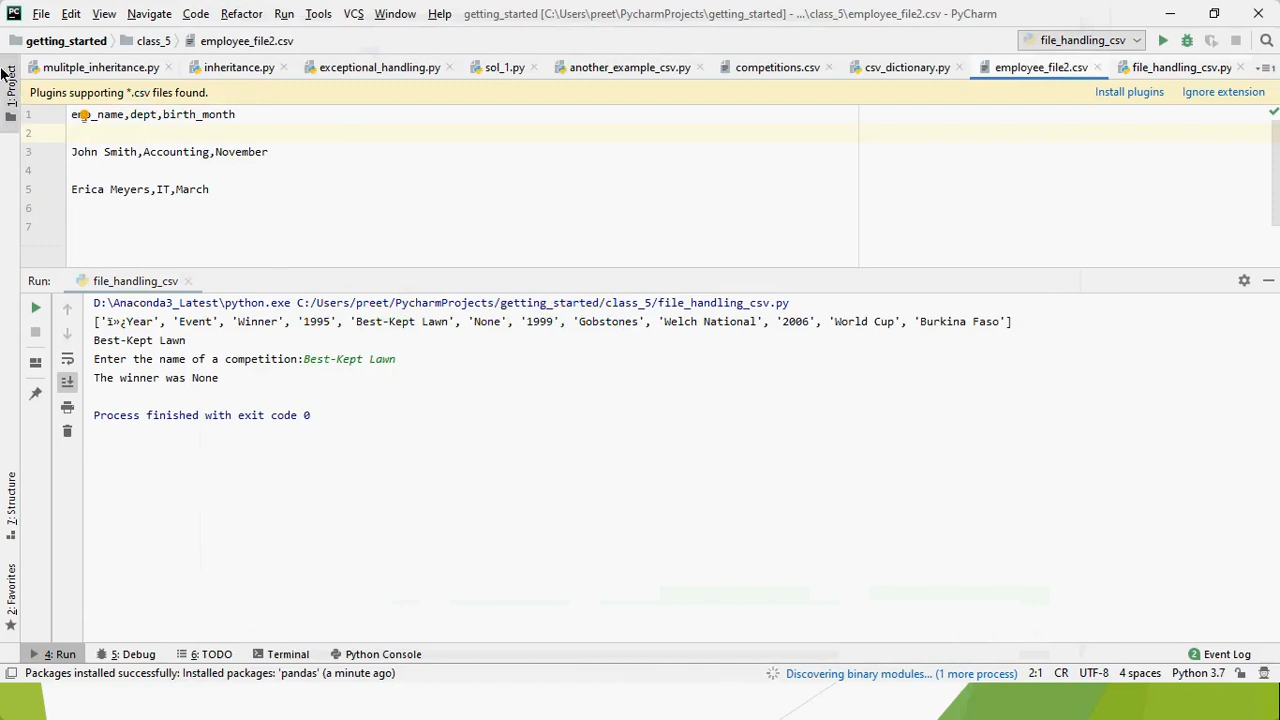 PC File Edit View Navigate Code Refactor Run Tools VCS Window Help getting_started [C:\Users\preet\PycharmProjects\getting_started] - ...\class_5\employee_file2.csv - PyCharm
getting_started class_5 employee_file2.csv file_handling_csv
mulitple_inheritance.py inheritance.py exceptional_handling.py sol_1.py another_example_csv.py competitions.csv csv_dictionary.py employee_file2.csv file_handling_csv.py 1
1: Project
Plugins supporting *.csv files found. Install plugins Ignore extension
1 emp_name,dept,birth_month
2
3 John Smith,Accounting,November
4
5 Erica Meyers,IT,March
6
7
Run: file_handling_csv
D:\Anaconda3_Latest\python.exe C:/Users/preet/PycharmProjects/getting_started/class_5/file_handling_csv.py
['ï»¿Year', 'Event', 'Winner', '1995', 'Best-Kept Lawn', 'None', '1999', 'Gobstones', 'Welch National', '2006', 'World Cup', 'Burkina Faso']
Best-Kept Lawn
Enter the name of a competition:Best-Kept Lawn
The winner was None
Process finished with exit code 0
7: Structure
2: Favorites
4: Run 5: Debug 6: TODO Terminal Python Console 2 Event Log
Packages installed successfully: Installed packages: 'pandas' (a minute ago) Discovering binary modules... (1 more process) 2:1 CR UTF-8 4 spaces Python 3.7